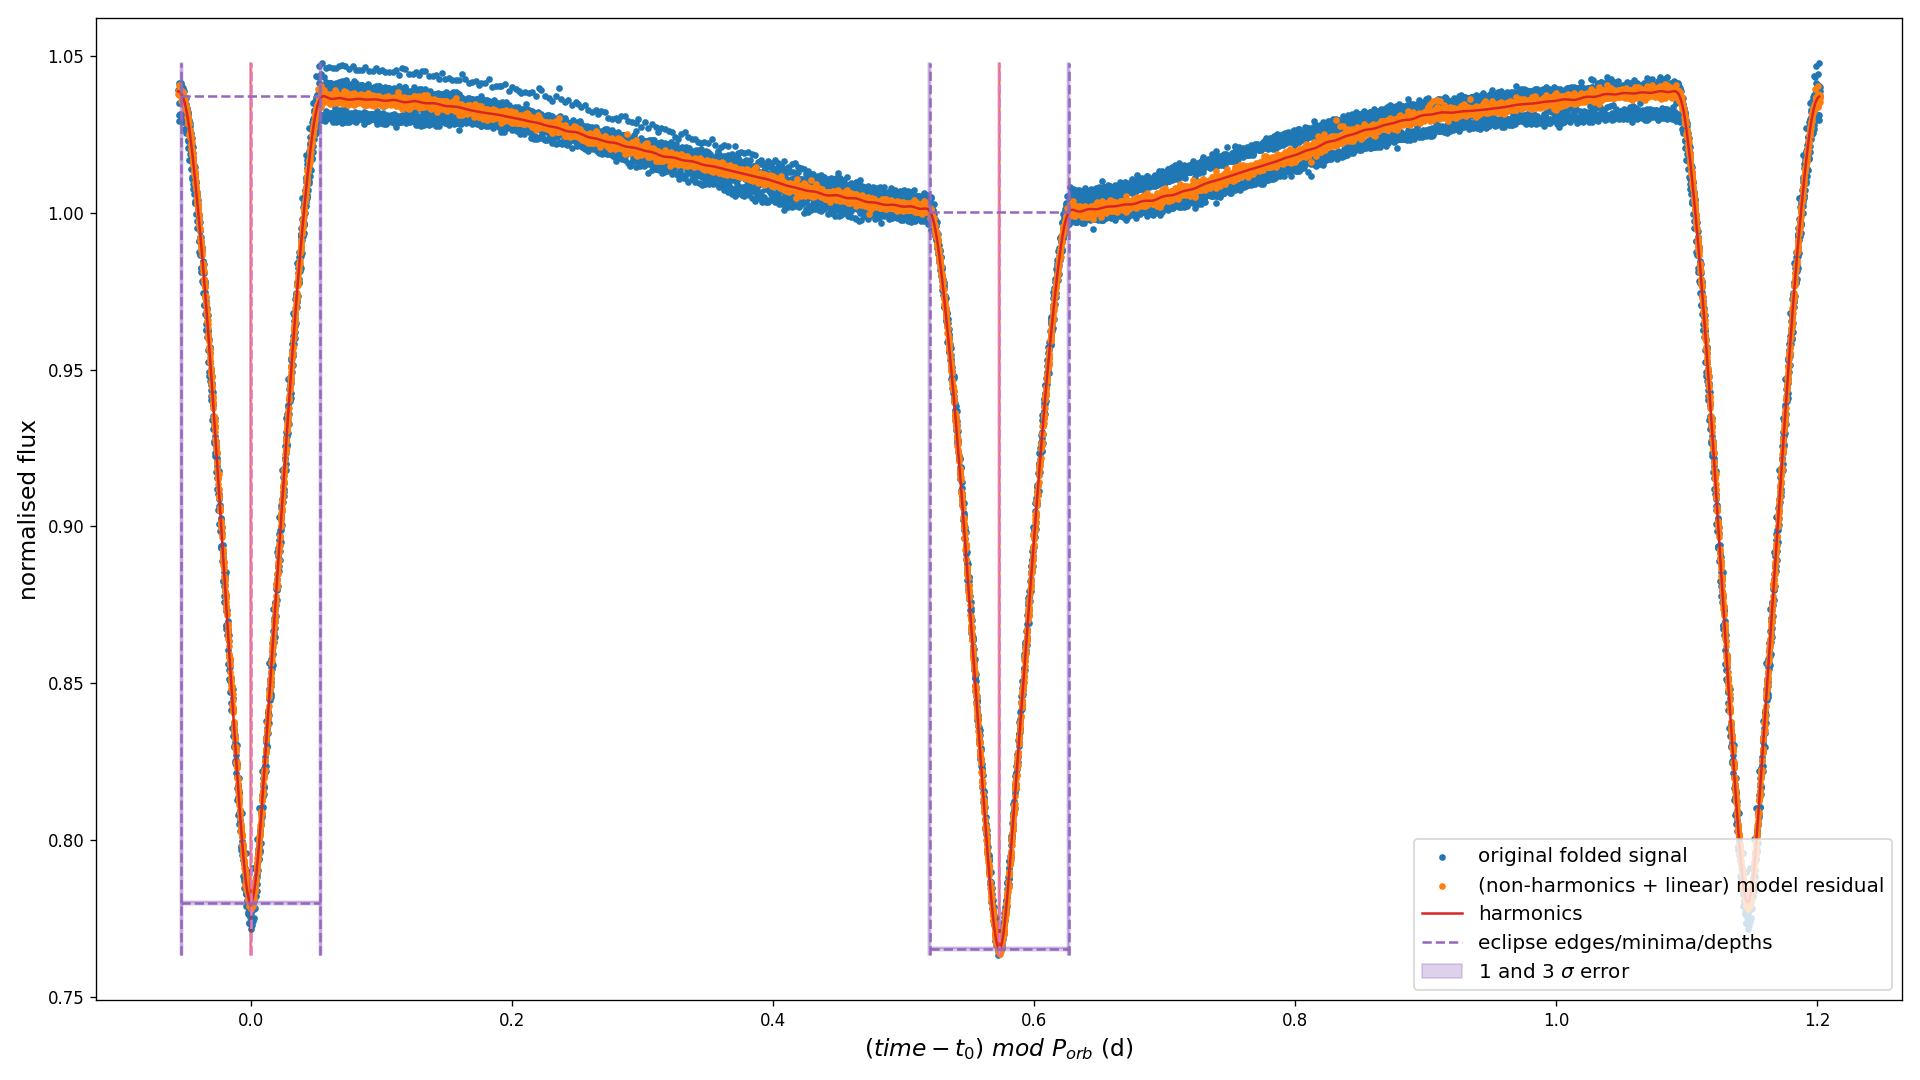 normalised flux
1.05
1.00
0.95
0.90
0.85
0.80
0.75
0.0 0.2 0.4 0.6 0.8 1.0 1.2
(time − t₀) mod P_orb (d)
original folded signal
(non-harmonics + linear) model residual
harmonics
eclipse edges/minima/depths
1 and 3 σ error